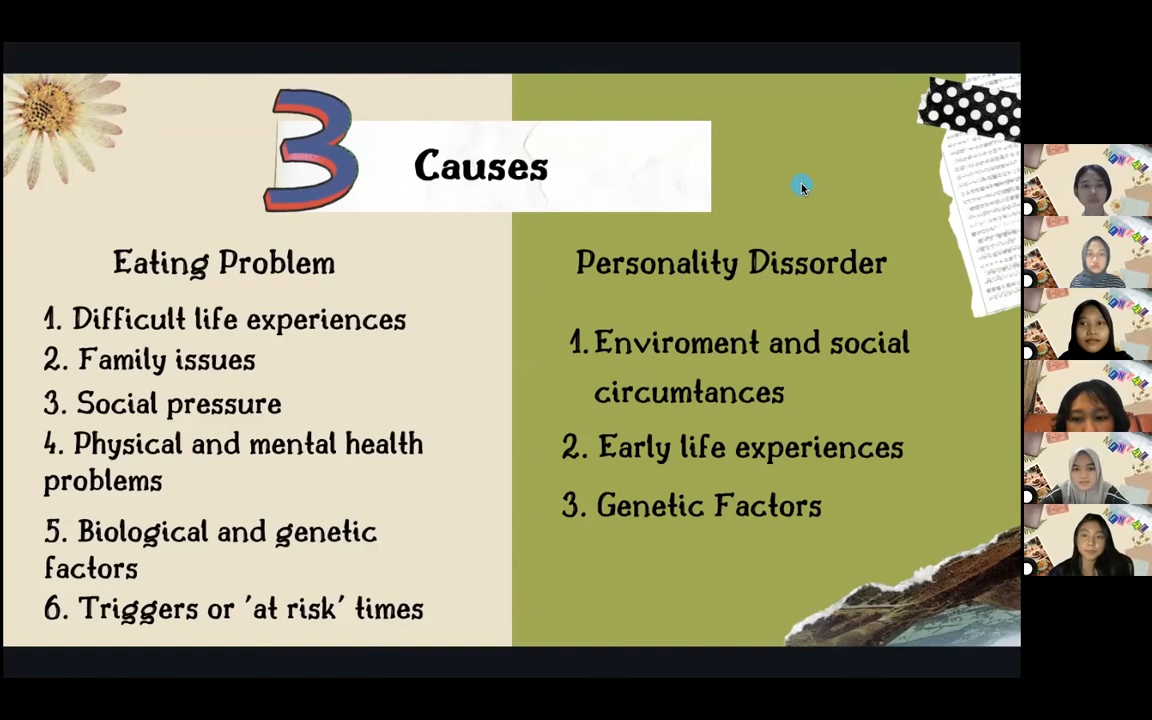 3
Causes
Eating Problem
1. Difficult life experiences
2. Family issues
3. Social pressure
4. Physical and mental health
problems
5. Biological and genetic
factors
6. Triggers or 'at risk' times
Personality Dissorder
1. Enviroment and social
circumtances
2. Early life experiences
3. Genetic Factors